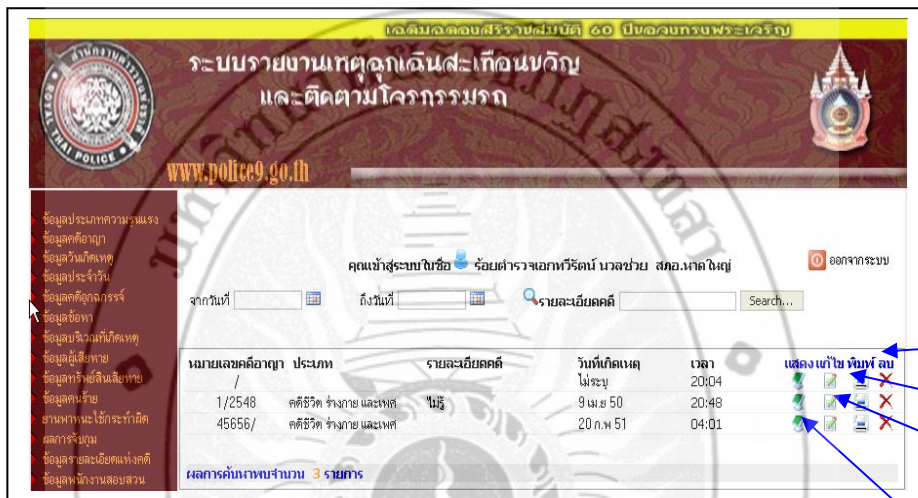 เฉลิมฉลองสิริราชสมบัติ 60 ปีของบทรงพระเจริญ
ระบบรายงานเหตุฉุกเฉินสะเทือนขวัญ
และติดตามโจรกรรมรถ
THAI POLICE
www.police9.go.th
มหาวิทยาลัยราชภัฏสงขลา
ข้อมูลประเภทความรุนแรง
ข้อมูลคดีอาญา
ข้อมูลวันเกิดเหตุ
ข้อมูลประจำวัน
ข้อมูลคดีอุกฉกรรจ์
ข้อมูลข้อหา
ข้อมูลบริเวณที่เกิดเหตุ
ข้อมูลผู้เสียหาย
ข้อมูลทรัพย์สินเสียหาย
ข้อมูลคนร้าย
ยานพาหนะใช้กระทำผิด
ผลการจับกุม
ข้อมูลรายละเอียดแห่งคดี
ข้อมูลพนักงานสอบสวน
คุณเข้าสู่ระบบในชื่อ ร้อยตำรวจเอกทวีรัตน์ นวลช่วย สภอ.หาดใหญ่ ออกจากระบบ
จากวันที่ ถึงวันที่ รายละเอียดคดี Search...
หมายเลขคดีอาญา ประเภท รายละเอียดคดี วันที่เกิดเหตุ เวลา แสดง แก้ไข พิมพ์ ลบ
/ ไม่ระบุ 20:04
1/2548 คดีชีวิต ร่างกาย และเพศ ไม่รู้ 9 เม.ย 50 20:48
45656/ คดีชีวิต ร่างกาย และเพศ 20 ก.พ 51 04:01
ผลการค้นหาพบจำนวน 3 รายการ